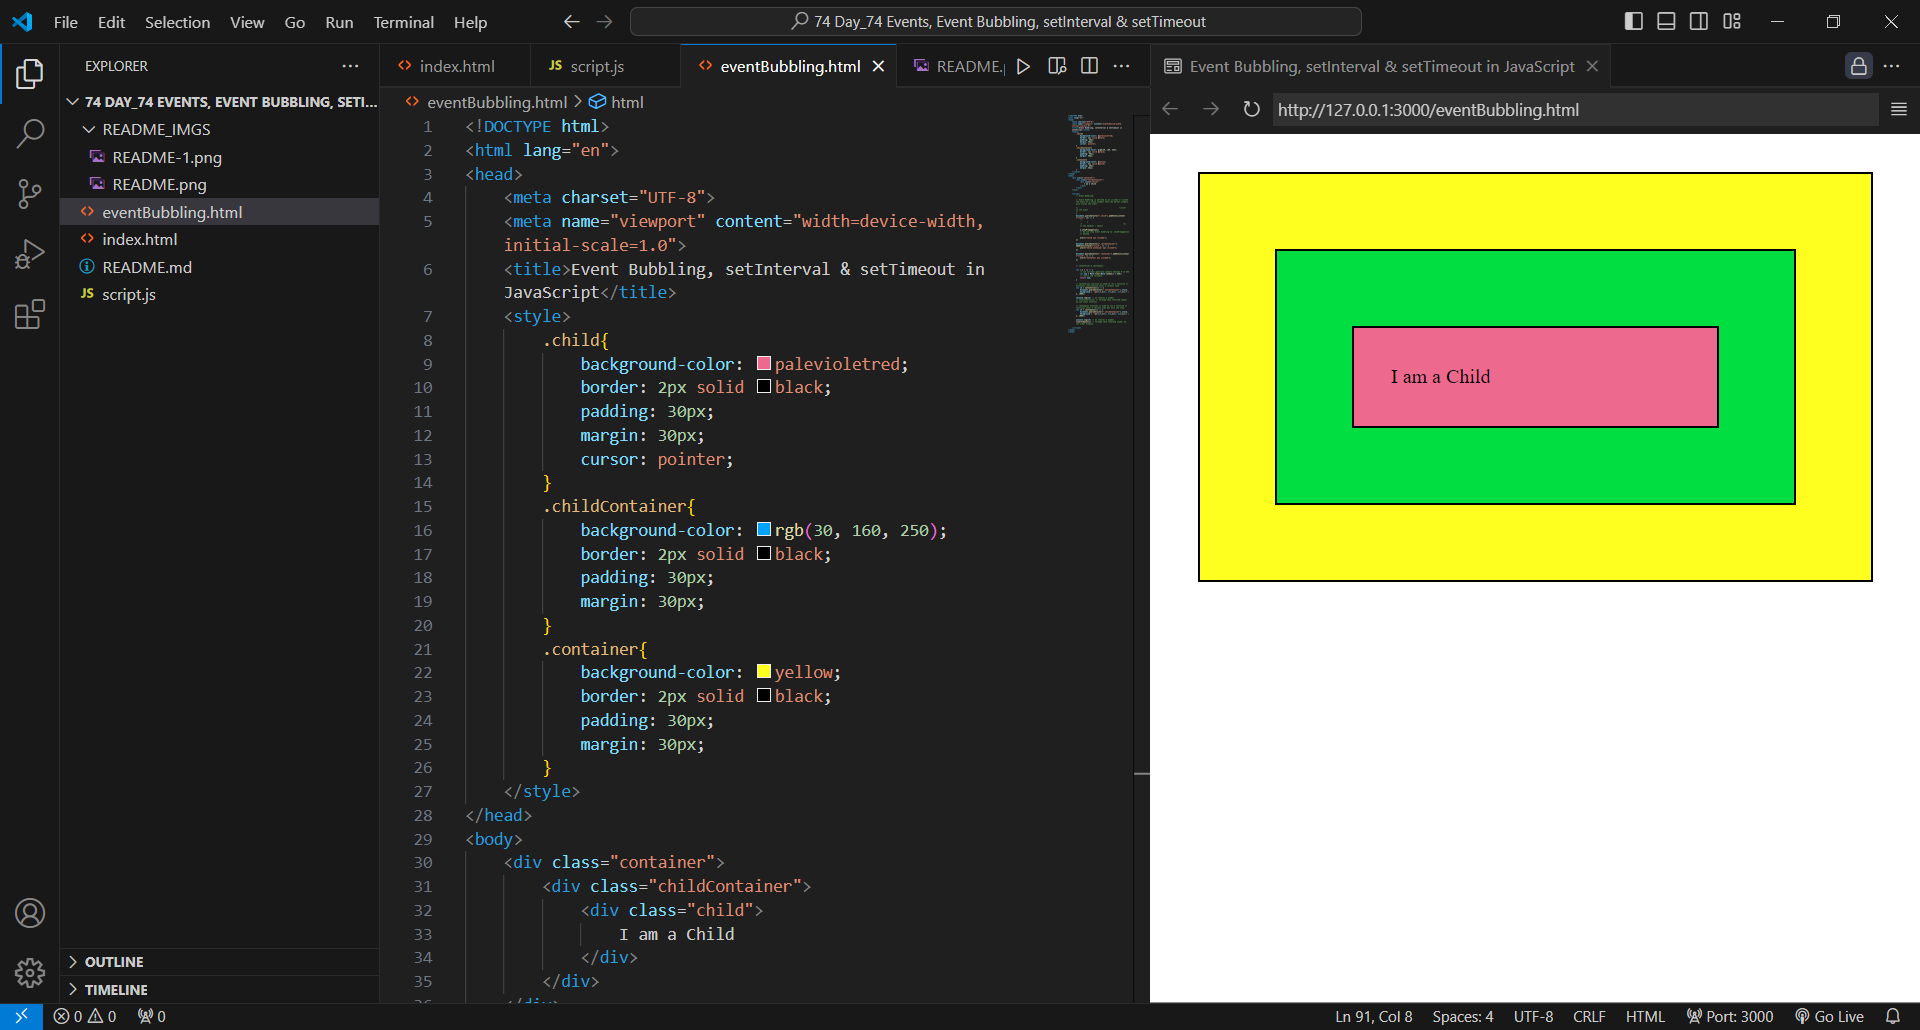 File Edit Selection View Go Run Terminal Help
74 Day_74 Events, Event Bubbling, setInterval & setTimeout
EXPLORER
74 DAY_74 EVENTS, EVENT BUBBLING, SETI...
README_IMGS
README-1.png
README.png
eventBubbling.html
index.html
README.md
JS script.js
OUTLINE
TIMELINE
index.html
JS script.js
eventBubbling.html
README.
eventBubbling.html > html
1 <!DOCTYPE html>
2 <html lang="en">
3 <head>
4 <meta charset="UTF-8">
5 <meta name="viewport" content="width=device-width,
initial-scale=1.0">
6 <title>Event Bubbling, setInterval & setTimeout in
JavaScript</title>
7 <style>
8 .child{
9 background-color: palevioletred;
10 border: 2px solid black;
11 padding: 30px;
12 margin: 30px;
13 cursor: pointer;
14 }
15 .childContainer{
16 background-color: rgb(30, 160, 250);
17 border: 2px solid black;
18 padding: 30px;
19 margin: 30px;
20 }
21 .container{
22 background-color: yellow;
23 border: 2px solid black;
24 padding: 30px;
25 margin: 30px;
26 }
27 </style>
28 </head>
29 <body>
30 <div class="container">
31 <div class="childContainer">
32 <div class="child">
33 I am a Child
34 </div>
35 </div>
36 </div>
Event Bubbling, setInterval & setTimeout in JavaScript
http://127.0.0.1:3000/eventBubbling.html
I am a Child
0 0 0
Ln 91, Col 8 Spaces: 4 UTF-8 CRLF HTML Port: 3000 Go Live